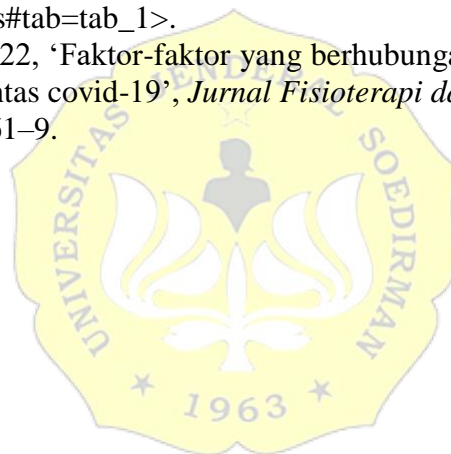 s#tab=tab_1>.
22, ‘Faktor-faktor yang berhubunga
ntas covid-19’, Jurnal Fisioterapi da
51–9.
UNIVERSITAS JENDERAL SOEDIRMAN
1963